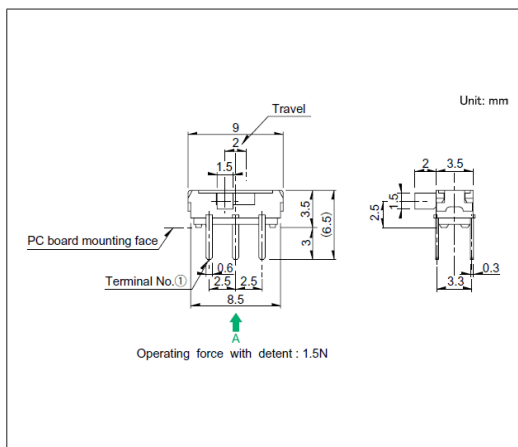 Unit: mm
Travel
9
2
1.5
3.5
(6.5)
3
PC board mounting face
Terminal No.①
0.6
2.5
2.5
8.5
A
Operating force with detent : 1.5N
2
3.5
1.5
2.5
0.3
3.3